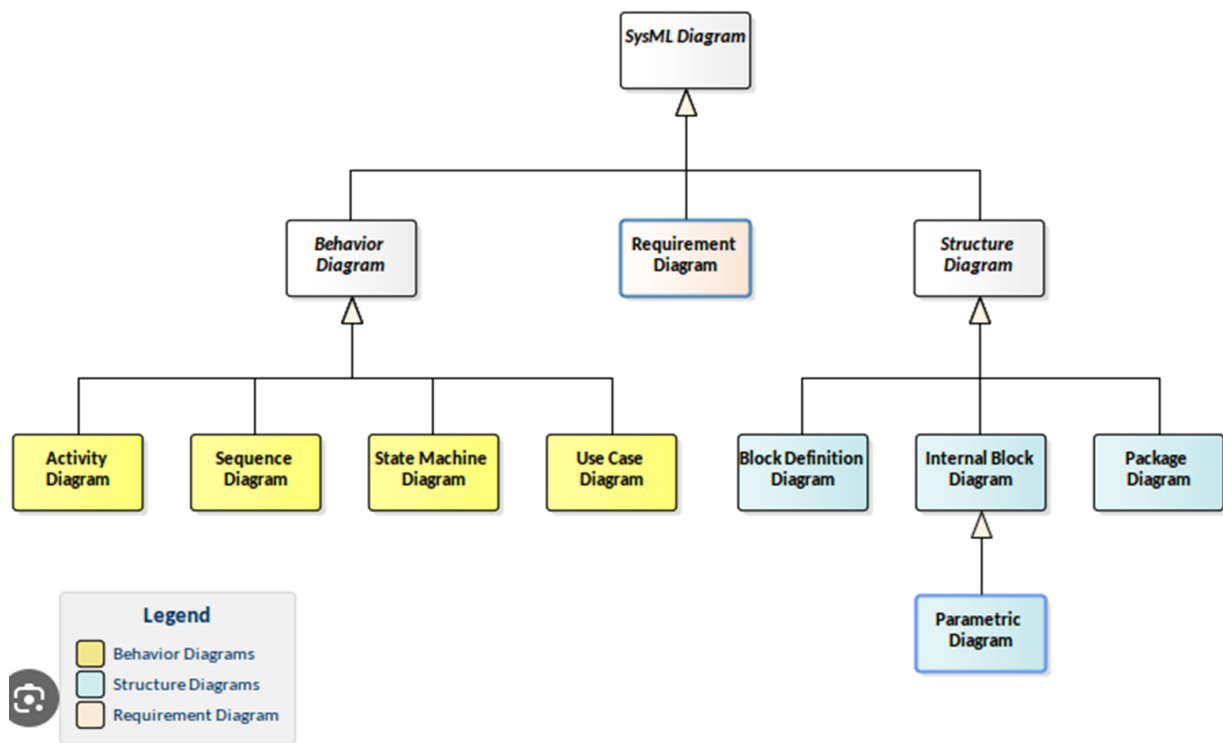 SysML Diagram
Behavior
Diagram
Requirement
Diagram
Structure
Diagram
Activity
Diagram
Sequence
Diagram
State Machine
Diagram
Use Case
Diagram
Block Definition
Diagram
Internal Block
Diagram
Package
Diagram
Parametric
Diagram
Legend
Behavior Diagrams
Structure Diagrams
Requirement Diagram